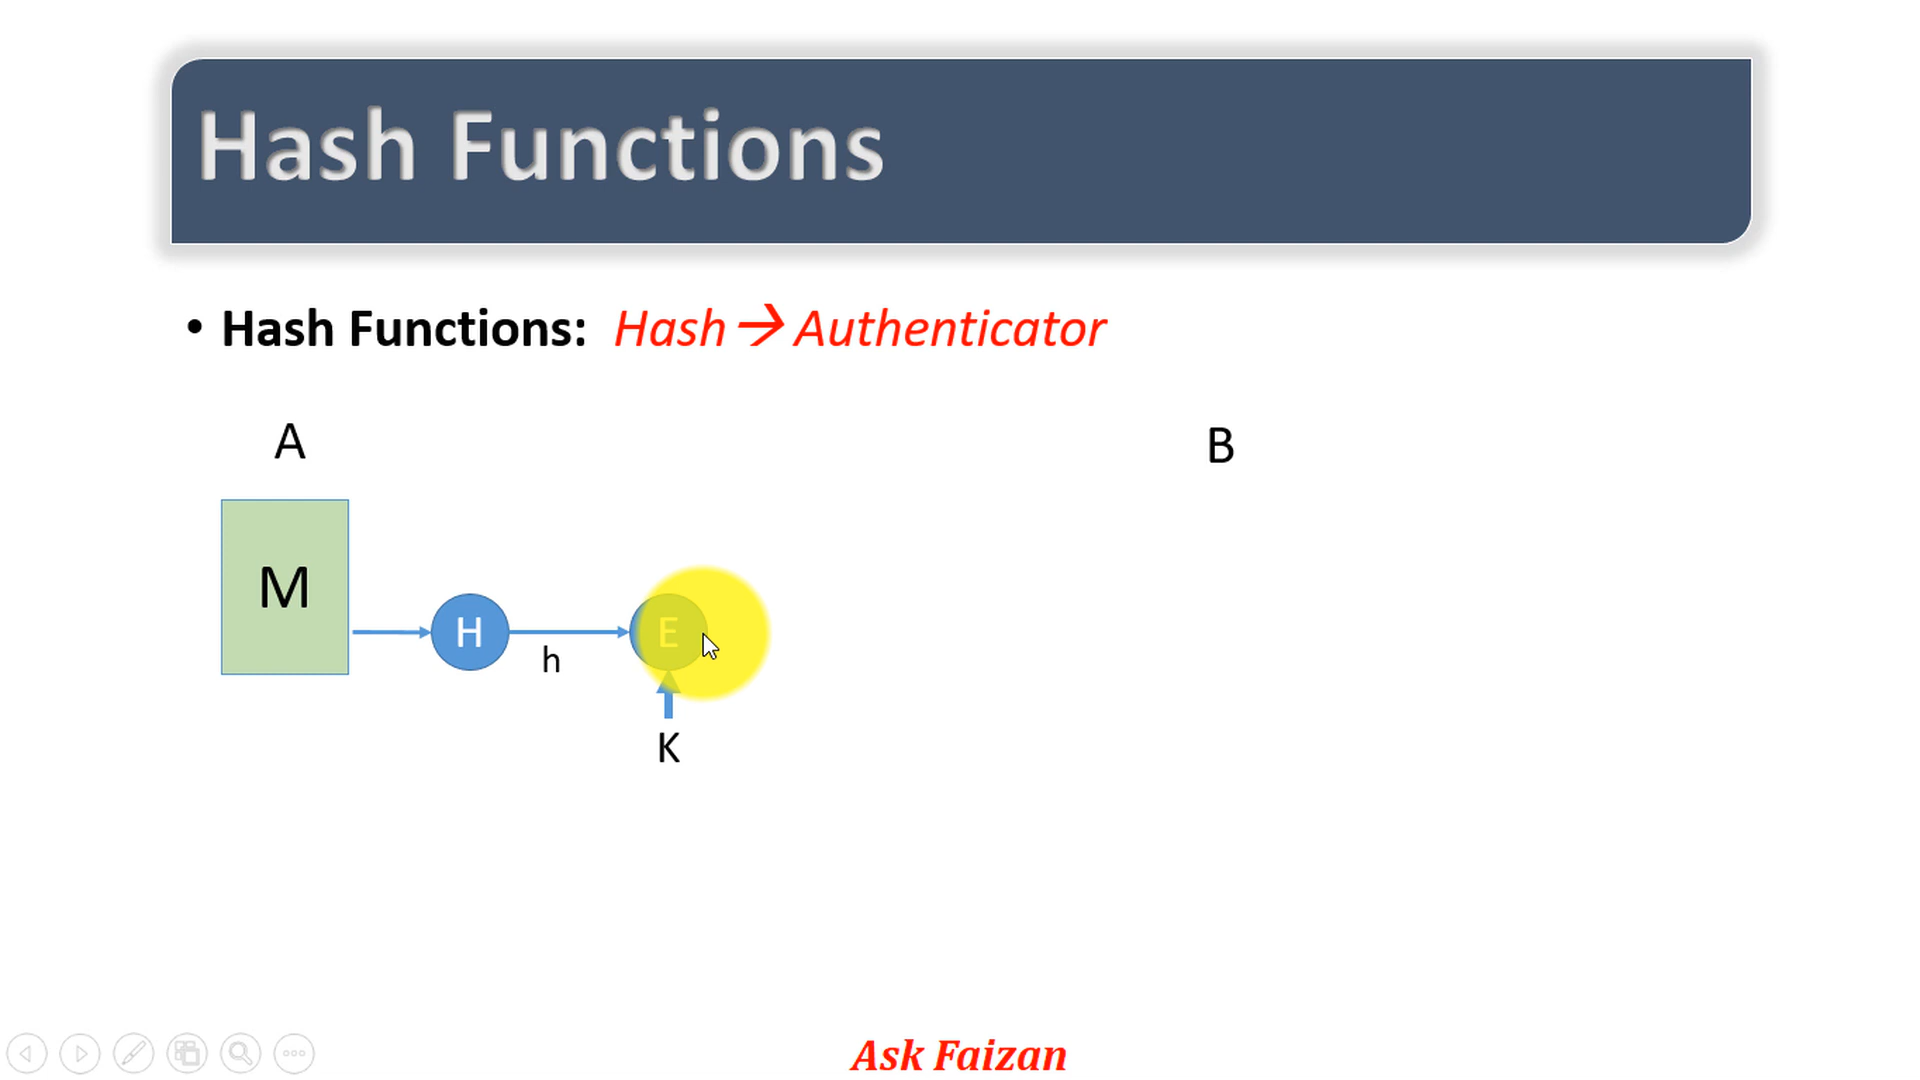 Hash Functions
• Hash Functions: Hash → Authenticator
A B
M
H E
h
K
Ask Faizan